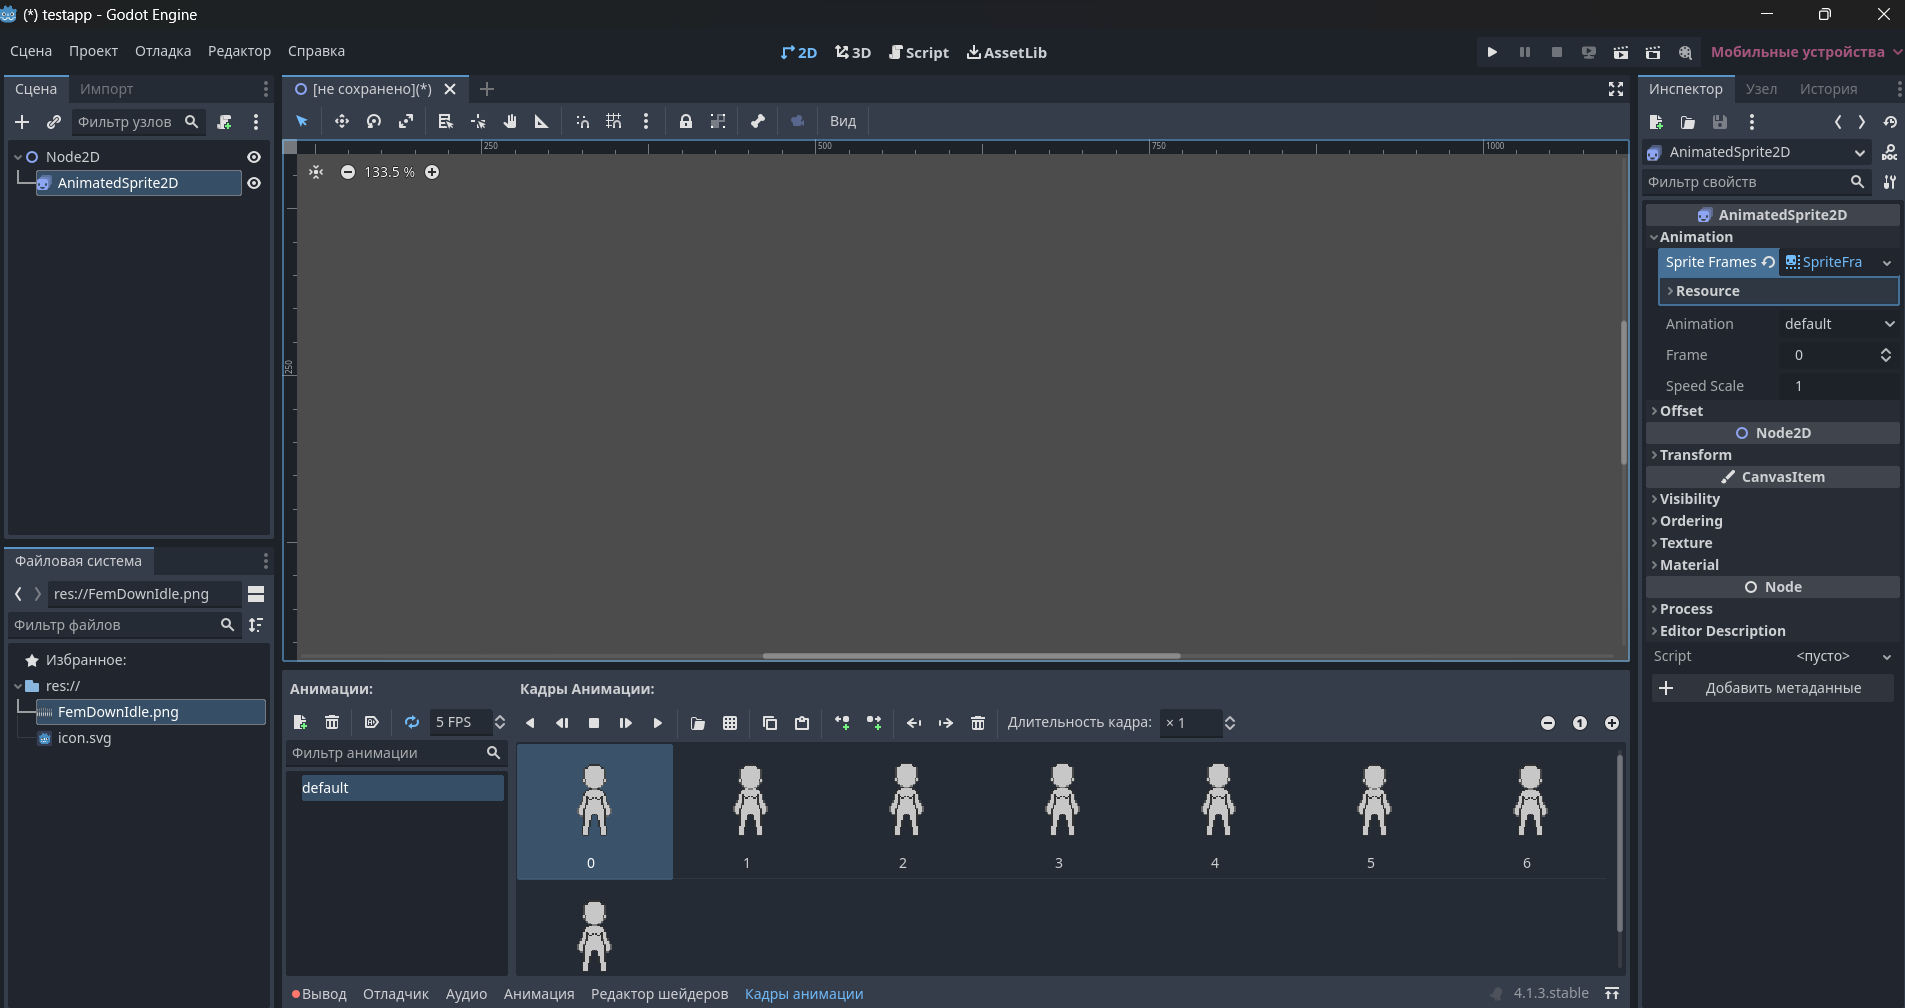 (*) testapp - Godot Engine
Сцена Проект Отладка Редактор Справка
2D 3D Script AssetLib
Мобильные устройства
Сцена Импорт
Фильтр узлов
Node2D
AnimatedSprite2D
Файловая система
res://FemDownIdle.png
Фильтр файлов
Избранное:
res://
FemDownIdle.png
icon.svg
[не сохранено](*)
Вид
250 500 750 1000
133.5 %
250
Анимации:
5 FPS
Фильтр анимации
default
Кадры Анимации:
Длительность кадра: × 1
0 1 2 3 4 5 6
Вывод Отладчик Аудио Анимация Редактор шейдеров Кадры анимации
4.1.3.stable
Инспектор Узел История
AnimatedSprite2D
Фильтр свойств
AnimatedSprite2D
Animation
Sprite Frames SpriteFra
Resource
Animation default
Frame 0
Speed Scale 1
Offset
Node2D
Transform
CanvasItem
Visibility
Ordering
Texture
Material
Node
Process
Editor Description
Script <пусто>
Добавить метаданные